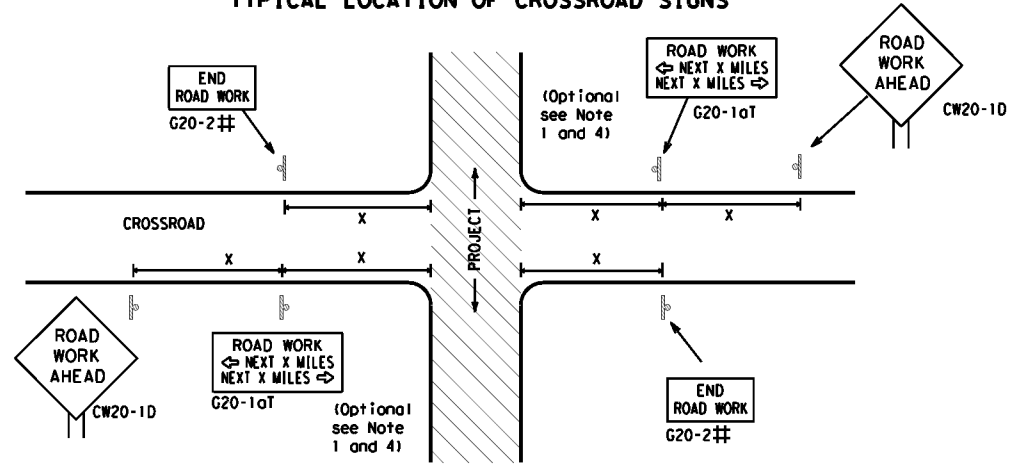 TYPICAL LOCATION OF CROSSROAD SIGNS
END
ROAD WORK
G20-2#
(Optional
see Note
1 and 4)
ROAD WORK
⇦ NEXT X MILES
NEXT X MILES ⇨
G20-1aT
ROAD
WORK
AHEAD
CW20-1D
CROSSROAD
X
X
X
PROJECT
X
X
X
ROAD
WORK
AHEAD
CW20-1D
ROAD WORK
⇦ NEXT X MILES
NEXT X MILES ⇨
G20-1aT
(Optional
see Note
1 and 4)
END
ROAD WORK
G20-2#